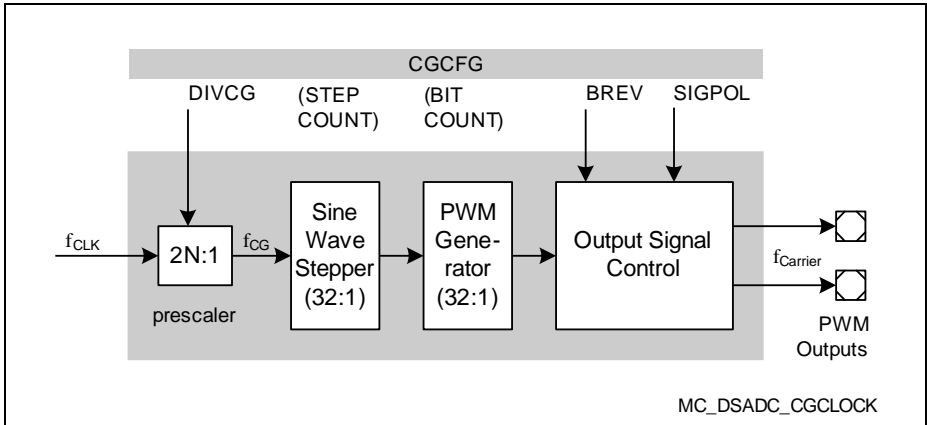 CGCFG
DIVCG
(STEP
COUNT)
(BIT
COUNT)
BREV
SIGPOL
fCLK
2N:1
fCG
prescaler
Sine
Wave
Stepper
(32:1)
PWM
Gene-
rator
(32:1)
Output Signal
Control
fCarrier
PWM
Outputs
MC_DSADC_CGCLOCK